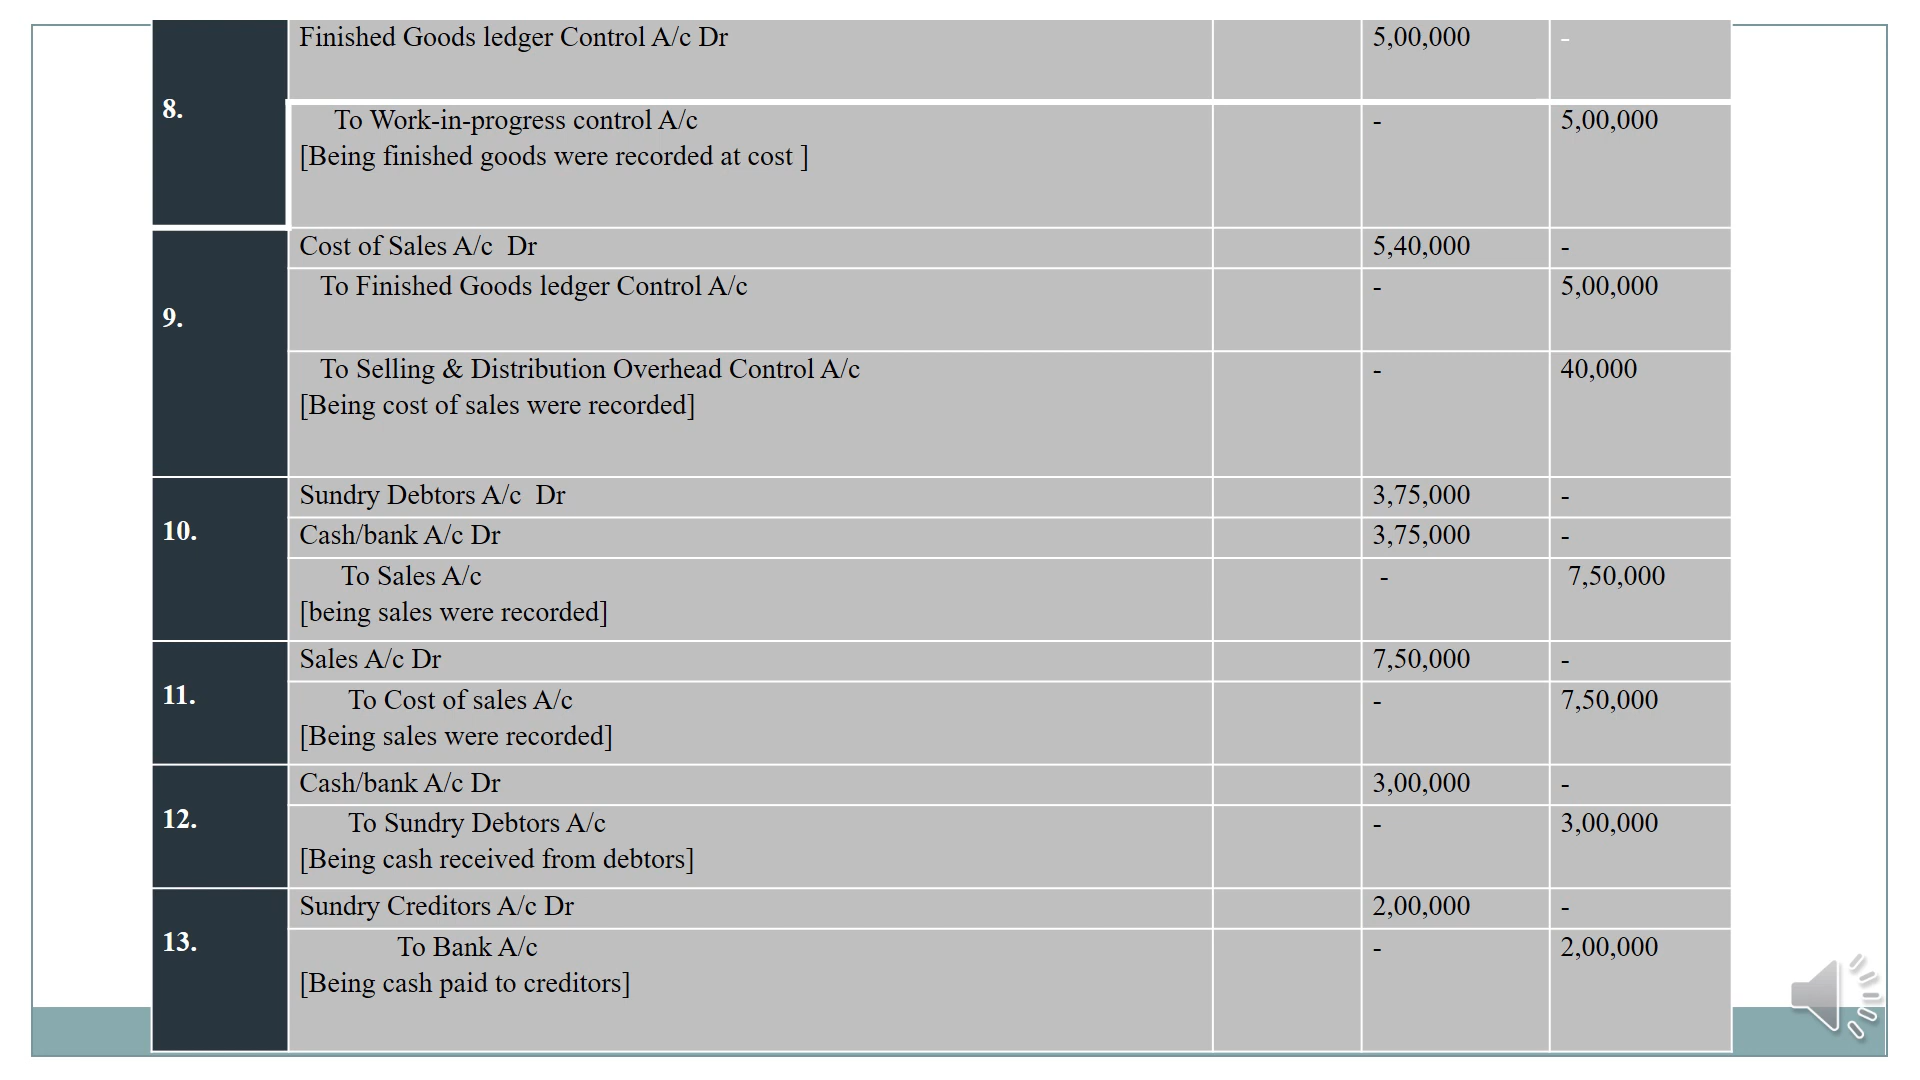 8.
Finished Goods ledger Control A/c Dr 5,00,000 -
To Work-in-progress control A/c - 5,00,000
[Being finished goods were recorded at cost ]
9.
Cost of Sales A/c Dr 5,40,000 -
To Finished Goods ledger Control A/c - 5,00,000
To Selling & Distribution Overhead Control A/c - 40,000
[Being cost of sales were recorded]
10.
Sundry Debtors A/c Dr 3,75,000 -
Cash/bank A/c Dr 3,75,000 -
To Sales A/c - 7,50,000
[being sales were recorded]
11.
Sales A/c Dr 7,50,000 -
To Cost of sales A/c - 7,50,000
[Being sales were recorded]
12.
Cash/bank A/c Dr 3,00,000 -
To Sundry Debtors A/c - 3,00,000
[Being cash received from debtors]
13.
Sundry Creditors A/c Dr 2,00,000 -
To Bank A/c - 2,00,000
[Being cash paid to creditors]